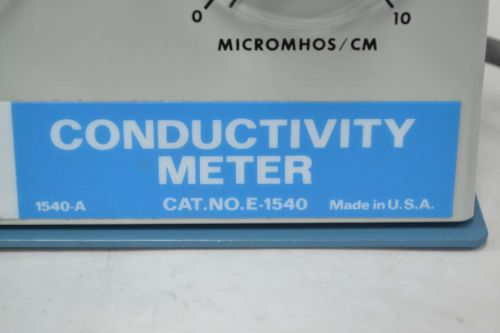 0 10
MICROMHOS/CM
CONDUCTIVITY
METER
1540-A CAT.NO.E-1540 Made in U.S.A.